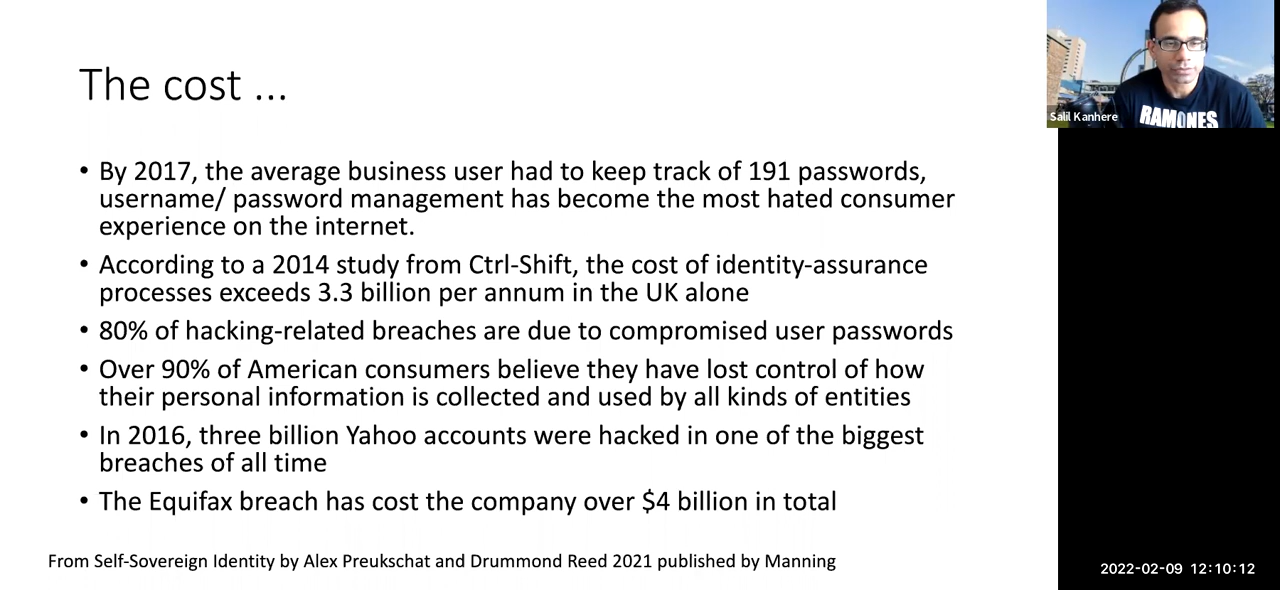 The cost ...
• By 2017, the average business user had to keep track of 191 passwords,
username/ password management has become the most hated consumer
experience on the internet.
• According to a 2014 study from Ctrl-Shift, the cost of identity-assurance
processes exceeds 3.3 billion per annum in the UK alone
• 80% of hacking-related breaches are due to compromised user passwords
• Over 90% of American consumers believe they have lost control of how
their personal information is collected and used by all kinds of entities
• In 2016, three billion Yahoo accounts were hacked in one of the biggest
breaches of all time
• The Equifax breach has cost the company over $4 billion in total
From Self-Sovereign Identity by Alex Preukschat and Drummond Reed 2021 published by Manning
RAMONES
Salil Kanhere
2022-02-09 12:10:12